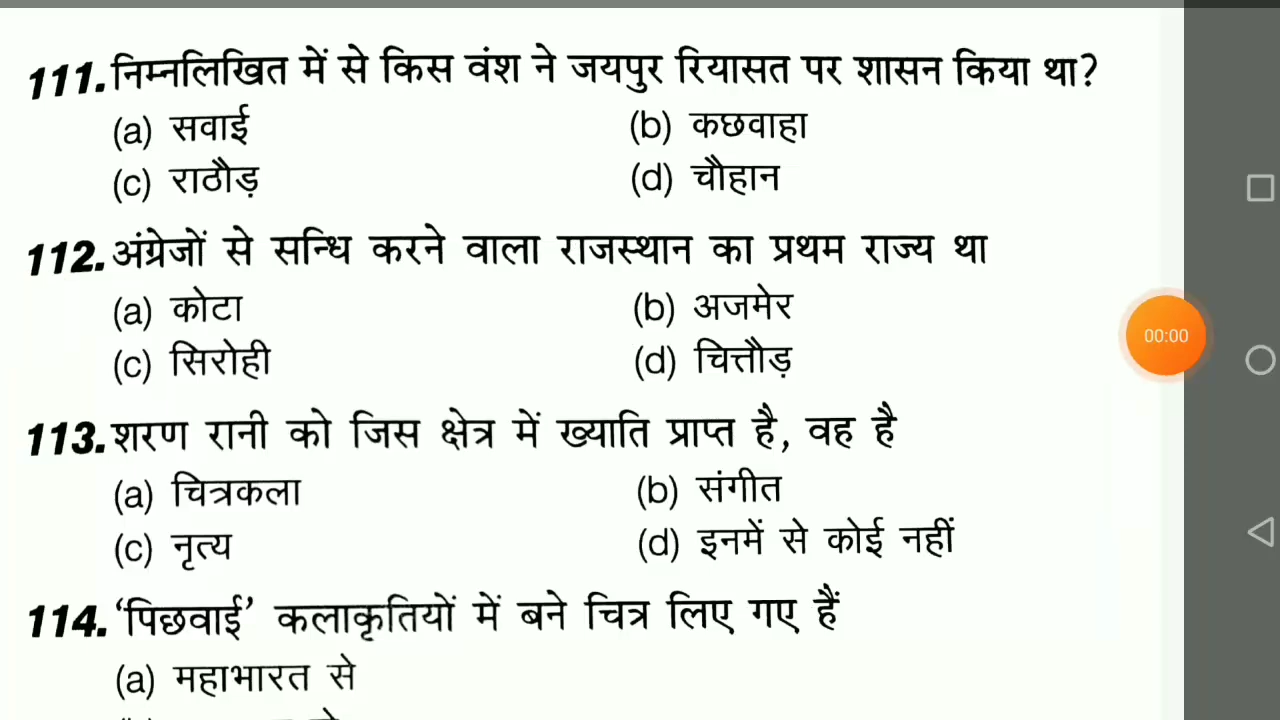 111. निम्नलिखित में से किस वंश ने जयपुर रियासत पर शासन किया था?
(a) सवाई (b) कछवाहा
(c) राठौड़ (d) चौहान
112. अंग्रेजों से सन्धि करने वाला राजस्थान का प्रथम राज्य था
(a) कोटा (b) अजमेर
(c) सिरोही (d) चित्तौड़
113. शरण रानी को जिस क्षेत्र में ख्याति प्राप्त है, वह है
(a) चित्रकला (b) संगीत
(c) नृत्य (d) इनमें से कोई नहीं
114. ‘पिछवाई’ कलाकृतियों में बने चित्र लिए गए हैं
(a) महाभारत से
00:00